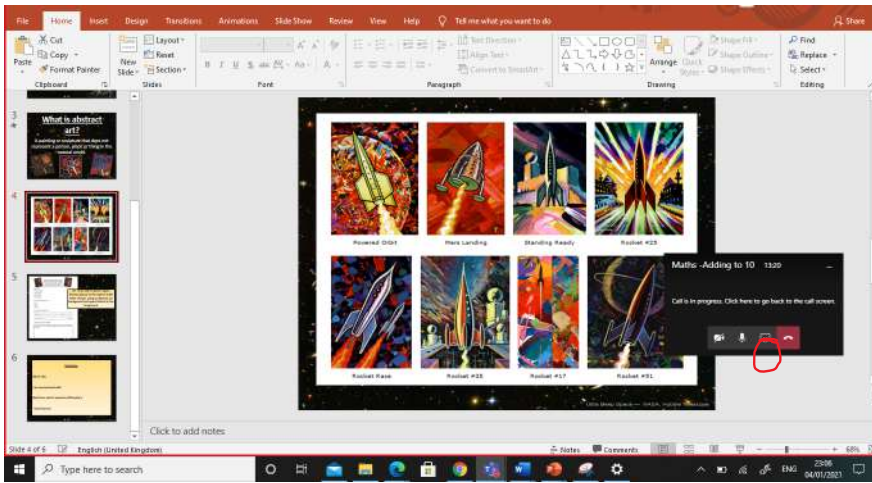 File Home Insert Design Transitions Animations Slide Show Review View Help Tell me what you want to do Share
Paste
Cut
Copy
Format Painter
Clipboard
New
Slide
Layout
Reset
Section
Slides
Font
Text Direction
Align Text
Convert to SmartArt
Paragraph
Arrange
Quick
Styles
Shape Fill
Shape Outline
Shape Effects
Drawing
Find
Replace
Select
Editing
3
What is abstract
art?
4
5
6
Powered Orbit Mars Landing Standing Ready Rocket #23
Rocket #25 Rocket #17 Rocket #31
Maths -Adding to 10 13:20
Call is in progress. Click here to go back to the call screen.
Click to add notes
Slide 4 of 6 English (United Kingdom) Notes Comments 68%
Type here to search
ENG
23:06
04/01/2021